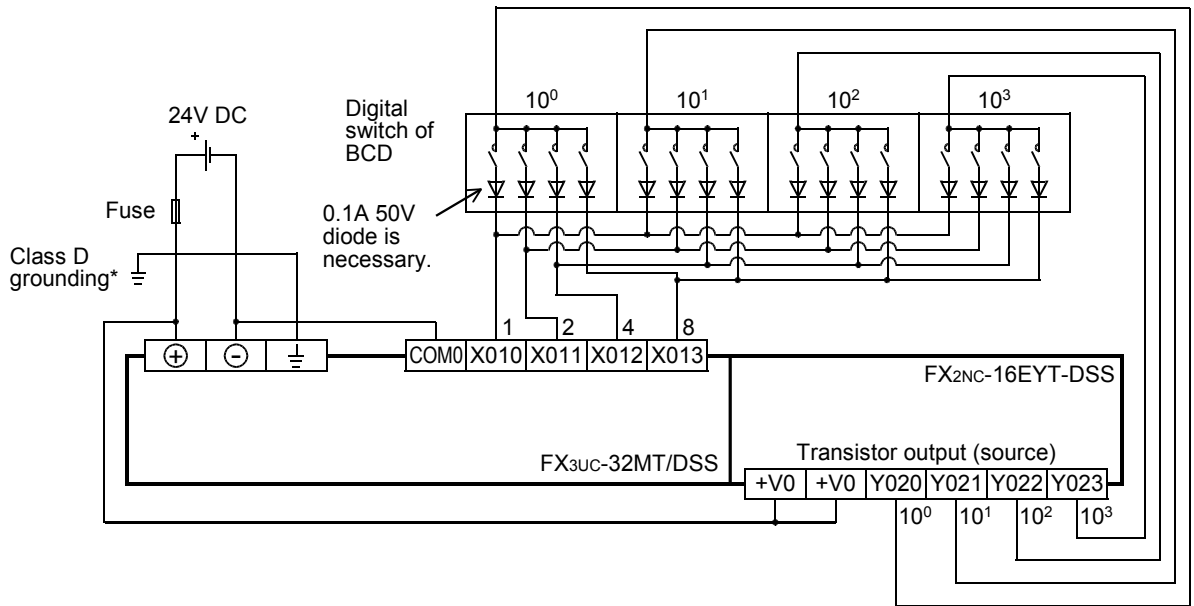 10⁰ 10¹ 10² 10³
Digital
switch of
BCD
24V DC
+
Fuse
0.1A 50V
diode is
necessary.
Class D
grounding*
1 2 4 8
+ - COM0 X010 X011 X012 X013
FX2NC-16EYT-DSS
FX3UC-32MT/DSS
Transistor output (source)
+V0 +V0 Y020 Y021 Y022 Y023
10⁰ 10¹ 10² 10³